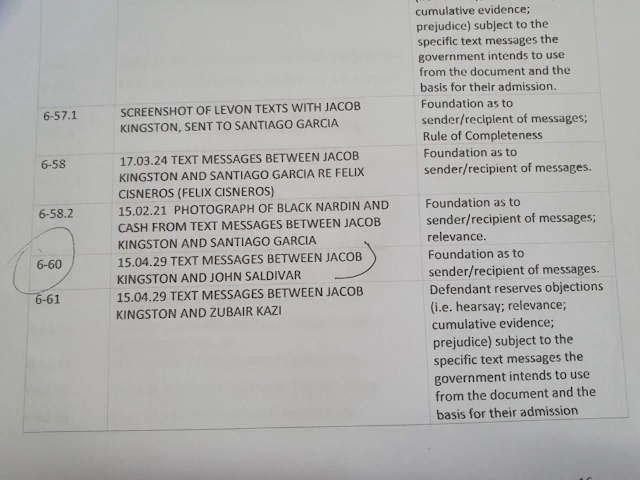 cumulative evidence;
prejudice) subject to the
specific text messages the
government intends to use
from the document and the
basis for their admission.
6-57.1
SCREENSHOT OF LEVON TEXTS WITH JACOB
KINGSTON, SENT TO SANTIAGO GARCIA
Foundation as to
sender/recipient of messages;
Rule of Completeness
6-58
17.03.24 TEXT MESSAGES BETWEEN JACOB
KINGSTON AND SANTIAGO GARCIA RE FELIX
CISNEROS (FELIX CISNEROS)
Foundation as to
sender/recipient of messages.
6-58.2
15.02.21 PHOTOGRAPH OF BLACK NARDIN AND
CASH FROM TEXT MESSAGES BETWEEN JACOB
KINGSTON AND SANTIAGO GARCIA
Foundation as to
sender/recipient of messages;
relevance.
6-60
15.04.29 TEXT MESSAGES BETWEEN JACOB
KINGSTON AND JOHN SALDIVAR
Foundation as to
sender/recipient of messages.
6-61
15.04.29 TEXT MESSAGES BETWEEN JACOB
KINGSTON AND ZUBAIR KAZI
Defendant reserves objections
(i.e. hearsay; relevance;
cumulative evidence;
prejudice) subject to the
specific text messages the
government intends to use
from the document and the
basis for their admission